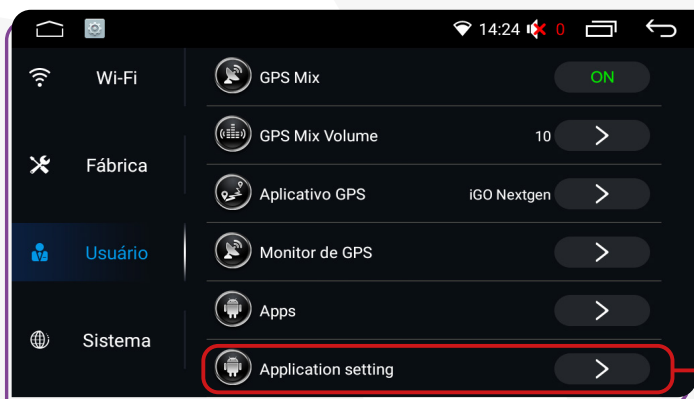 14:24 0
Wi-Fi
GPS Mix
ON
GPS Mix Volume
10
Fábrica
Aplicativo GPS
iGO Nextgen
Usuário
Monitor de GPS
Apps
Sistema
Application setting